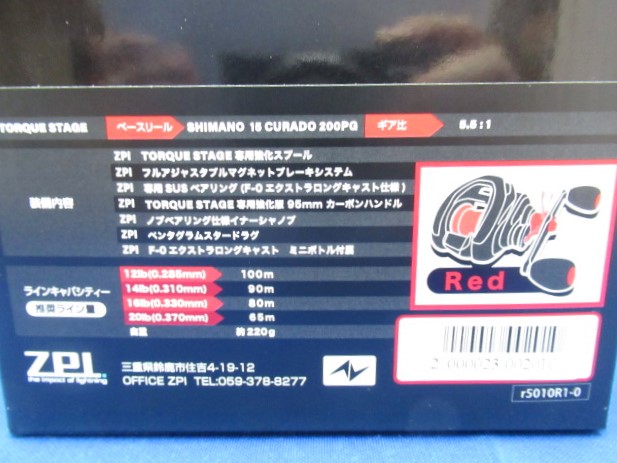 TORQUE STAGE ベースリール SHIMANO 15 CURADO 200PG ギア比 5.5:1
装備内容
ZPI TORQUE STAGE 専用強化スプール
ZPI フルアジャスタブルマグネットブレーキシステム
ZPI 専用 SUS ベアリング (F-0 エクストラロングキャスト仕様)
ZPI TORQUE STAGE 専用強化版 95mm カーボンハンドル
ZPI ノブベアリング仕様イナーシャノブ
ZPI ペンタグラムスタードラグ
ZPI F-0 エクストラロングキャスト ミニボトル付属
Red
ラインキャパシティー
推奨ライン量
12lb(0.285mm) 100m
14lb(0.310mm) 90m
16lb(0.330mm) 80m
20lb(0.370mm) 65m
自重 約220g
ZPI.
the impact of lightning.
三重県鈴鹿市住吉4-19-12
OFFICE ZPI TEL:059-378-8277
r5010R1-0